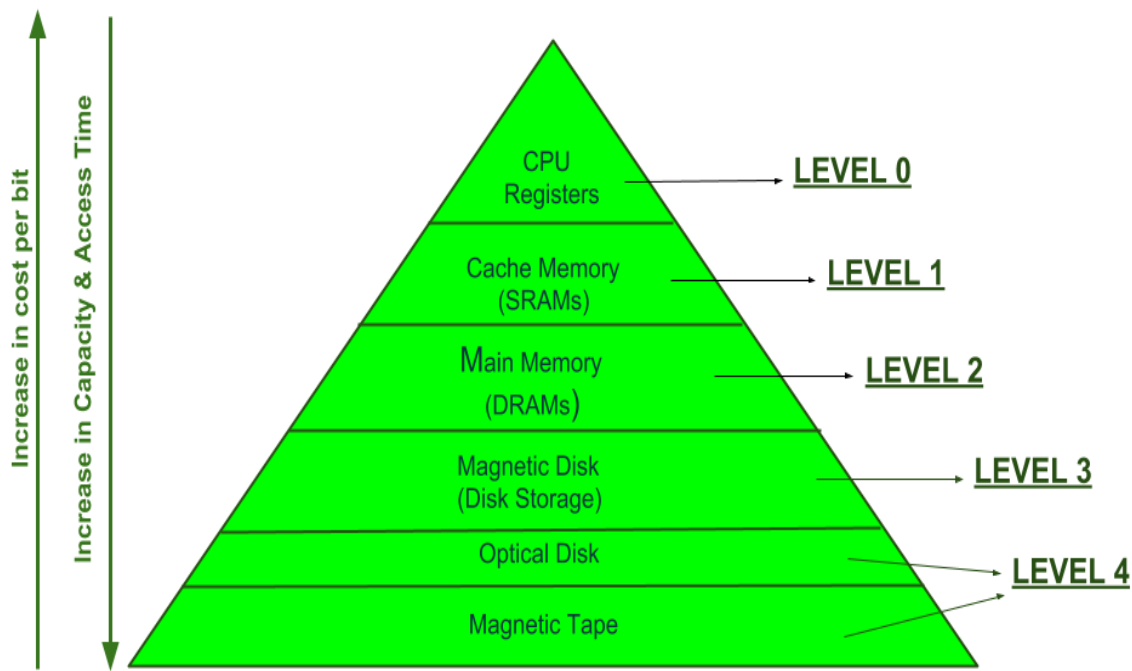 Increase in cost per bit
Increase in Capacity & Access Time
CPU
Registers
LEVEL 0
Cache Memory
(SRAMs)
LEVEL 1
Main Memory
(DRAMs)
LEVEL 2
Magnetic Disk
(Disk Storage)
LEVEL 3
Optical Disk
LEVEL 4
Magnetic Tape